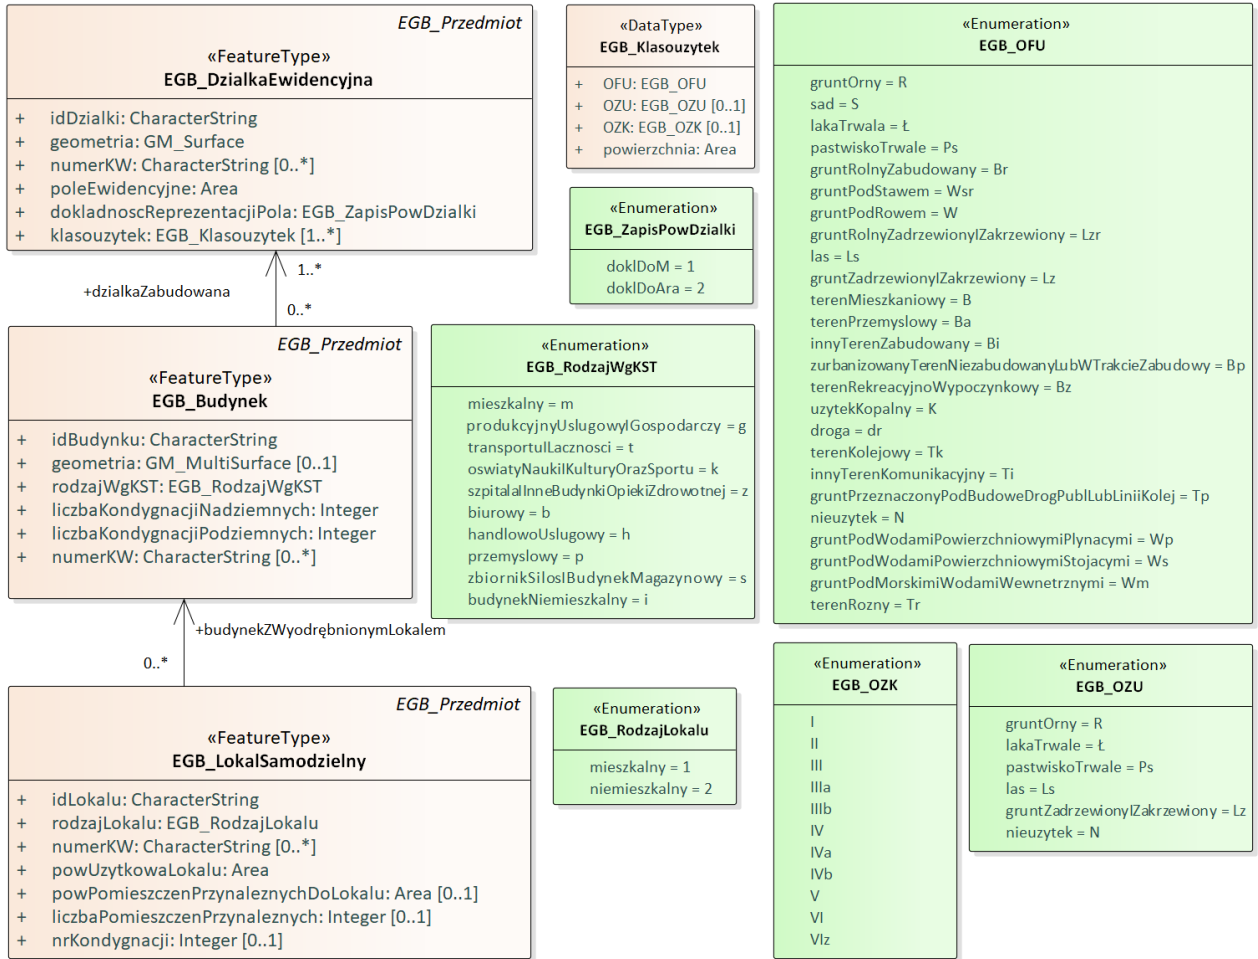 EGB_Przedmiot
«FeatureType»
EGB_DzialkaEwidencyjna
+ idDzialki: CharacterString
+ geometria: GM_Surface
+ numerKW: CharacterString [0..*]
+ poleEwidencyjne: Area
+ dokladnoscReprezentacjiPola: EGB_ZapisPowDzialki
+ klasouzytek: EGB_Klasouzytek [1..*]
1..*
+dzialkaZabudowana
0..*
EGB_Przedmiot
«FeatureType»
EGB_Budynek
+ idBudynku: CharacterString
+ geometria: GM_MultiSurface [0..1]
+ rodzajWgKST: EGB_RodzajWgKST
+ liczbaKondygnacjiNadziemnych: Integer
+ liczbaKondygnacjiPodziemnych: Integer
+ numerKW: CharacterString [0..*]
+budynekZWyodrębnionymLokalem
0..*
EGB_Przedmiot
«FeatureType»
EGB_LokalSamodzielny
+ idLokalu: CharacterString
+ rodzajLokalu: EGB_RodzajLokalu
+ numerKW: CharacterString [0..*]
+ powUzytkowaLokalu: Area
+ powPomieszczenPrzynaleznychDoLokalu: Area [0..1]
+ liczbaPomieszczenPrzynaleznych: Integer [0..1]
+ nrKondygnacji: Integer [0..1]
«DataType»
EGB_Klasouzytek
+ OFU: EGB_OFU
+ OZU: EGB_OZU [0..1]
+ OZK: EGB_OZK [0..1]
+ powierzchnia: Area
«Enumeration»
EGB_ZapisPowDzialki
doklDoM = 1
doklDoAra = 2
«Enumeration»
EGB_RodzajWgKST
mieszkalny = m
produkcyjnyUslugowyIGospodarczy = g
transportuILacznosci = t
oswiatyNaukiIKulturyOrazSportu = k
szpitalaIInneBudynkiOpiekiZdrowotnej = z
biurowy = b
handlowoUslugowy = h
przemyslowy = p
zbiornikSilosIBudynekMagazynowy = s
budynekNiemieszkalny = i
«Enumeration»
EGB_RodzajLokalu
mieszkalny = 1
niemieszkalny = 2
«Enumeration»
EGB_OFU
gruntOrny = R
sad = S
lakaTrwala = Ł
pastwiskoTrwale = Ps
gruntRolnyZabudowany = Br
gruntPodStawem = Wsr
gruntPodRowem = W
gruntRolnyZadrzewionyIZakrzewiony = Lzr
las = Ls
gruntZadrzewionyIZakrzewiony = Lz
terenMieszkaniowy = B
terenPrzemyslowy = Ba
innyTerenZabudowany = Bi
zurbanizowanyTerenNiezabudowanyLubWTrakcieZabudowy = Bp
terenRekreacyjnoWypoczynkowy = Bz
uzytekKopalny = K
droga = dr
terenKolejowy = Tk
innyTerenKomunikacyjny = Ti
gruntPrzeznaczonyPodBudoweDrogPublLubLiniiKolej = Tp
nieuzytek = N
gruntPodWodamiPowierzchniowymiPlynacymi = Wp
gruntPodWodamiPowierzchniowymiStojacymi = Ws
gruntPodMorskimiWodamiWewnetrznymi = Wm
terenRozny = Tr
«Enumeration»
EGB_OZK
I
II
III
IIIa
IIIb
IV
IVa
IVb
V
VI
VIz
«Enumeration»
EGB_OZU
gruntOrny = R
lakaTrwale = Ł
pastwiskoTrwale = Ps
las = Ls
gruntZadrzewionyIZakrzewiony = Lz
nieuzytek = N